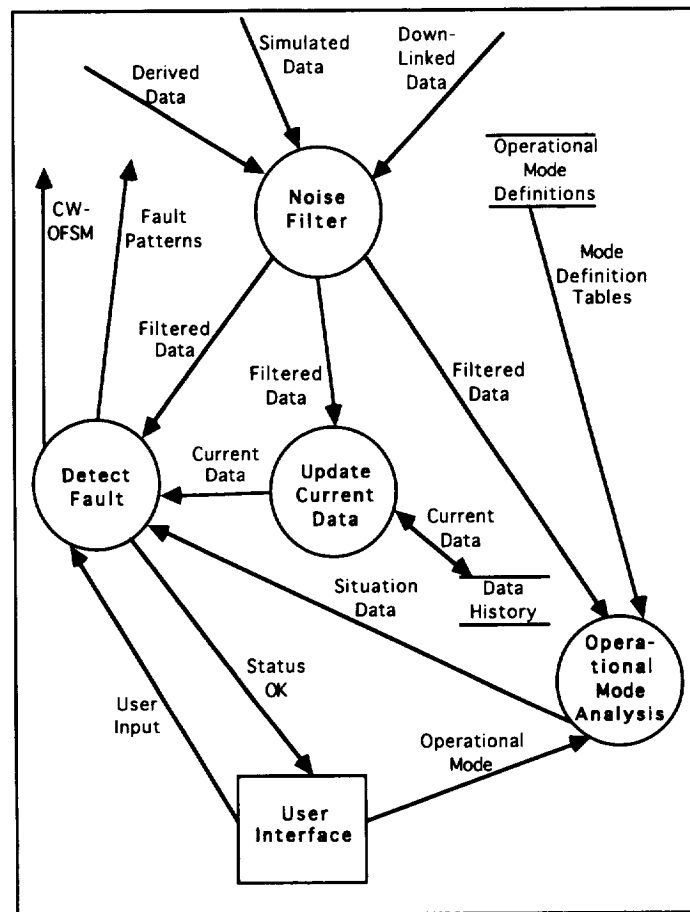 Simulated
Data
Down-
Linked
Data
Derived
Data
Operational
Mode
Definitions
CW-
OFSM
Fault
Patterns
Noise
Filter
Mode
Definition
Tables
Filtered
Data
Filtered
Data
Filtered
Data
Detect
Fault
Current
Data
Update
Current
Data
Current
Data
Data
History
Situation
Data
Opera-
tional
Mode
Analysis
Status
OK
User
Input
Operational
Mode
User
Interface